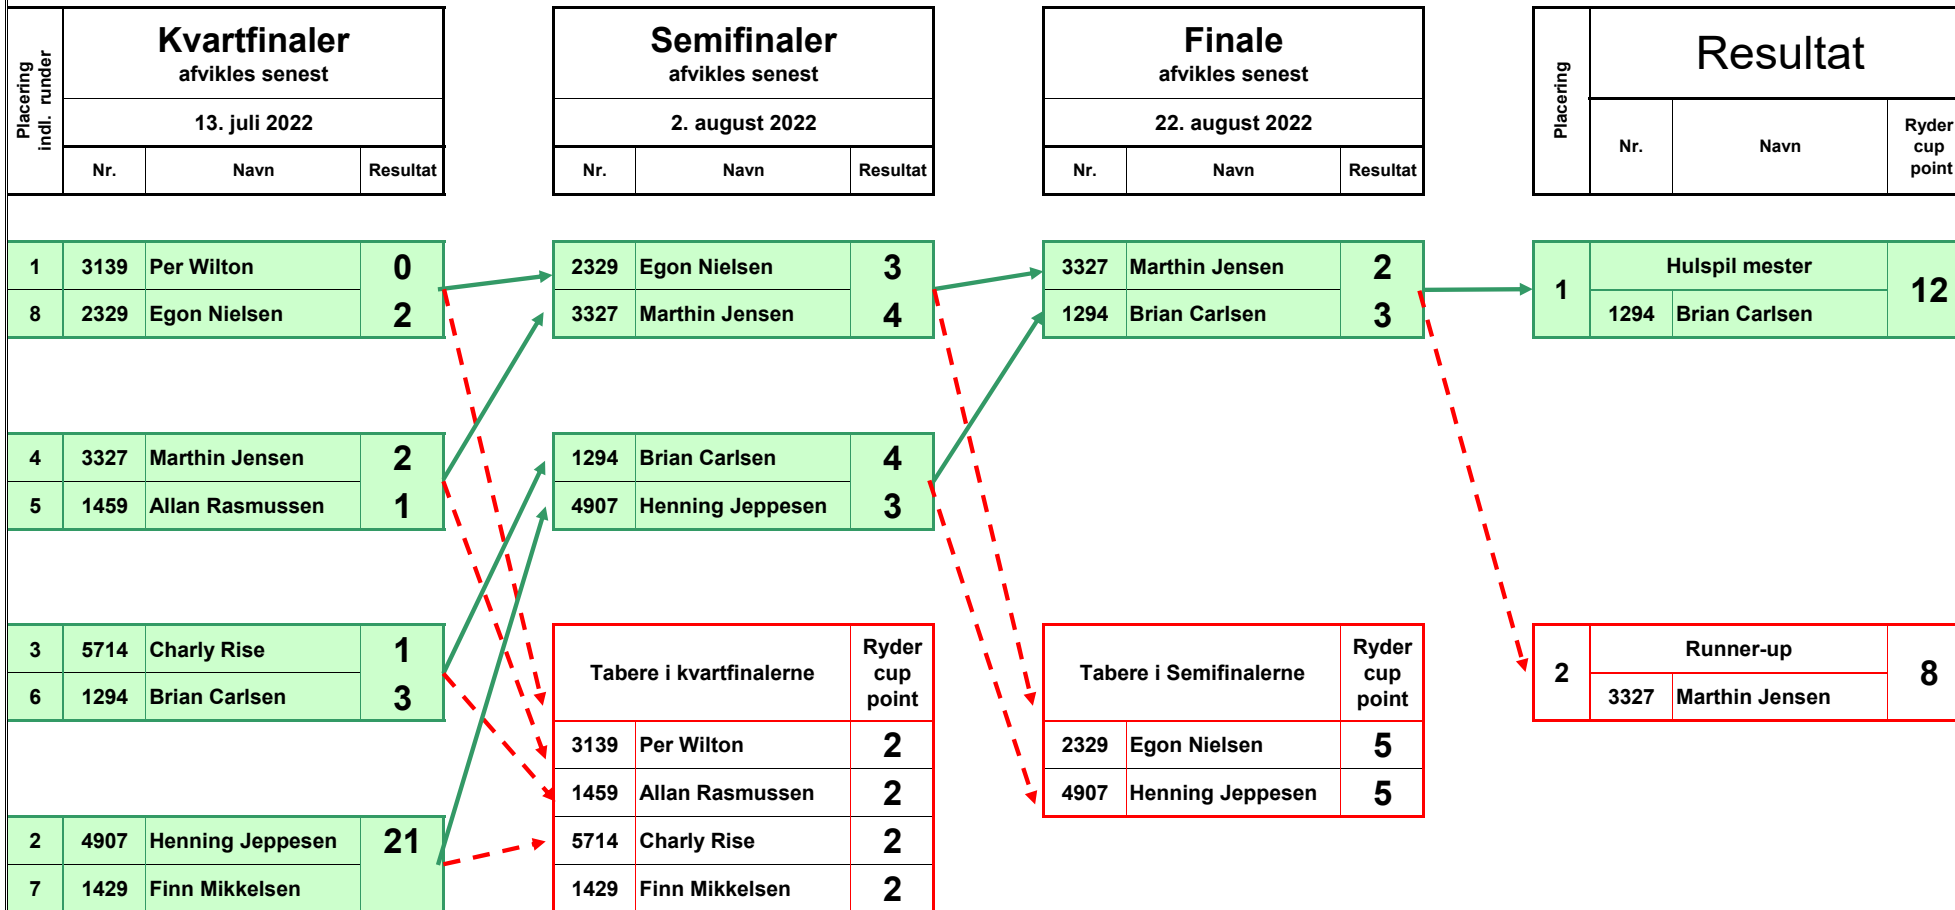 Placering
indl. runder
Kvartfinaler
afvikles senest
13. juli 2022
Nr. Navn Resultat
Semifinaler
afvikles senest
2. august 2022
Nr. Navn Resultat
Finale
afvikles senest
22. august 2022
Nr. Navn Resultat
Placering
Resultat
Nr. Navn Ryder
cup
point
1 3139 Per Wilton 0
8 2329 Egon Nielsen 2
2329 Egon Nielsen 3
3327 Marthin Jensen 4
3327 Marthin Jensen 2
1294 Brian Carlsen 3
1 Hulspil mester 12
1294 Brian Carlsen
4 3327 Marthin Jensen 2
5 1459 Allan Rasmussen 1
1294 Brian Carlsen 4
4907 Henning Jeppesen 3
3 5714 Charly Rise 1
6 1294 Brian Carlsen 3
Tabere i kvartfinalerne Ryder
cup
point
3139 Per Wilton 2
1459 Allan Rasmussen 2
5714 Charly Rise 2
1429 Finn Mikkelsen 2
Tabere i Semifinalerne Ryder
cup
point
2329 Egon Nielsen 5
4907 Henning Jeppesen 5
2 Runner-up 8
3327 Marthin Jensen
2 4907 Henning Jeppesen 21
7 1429 Finn Mikkelsen